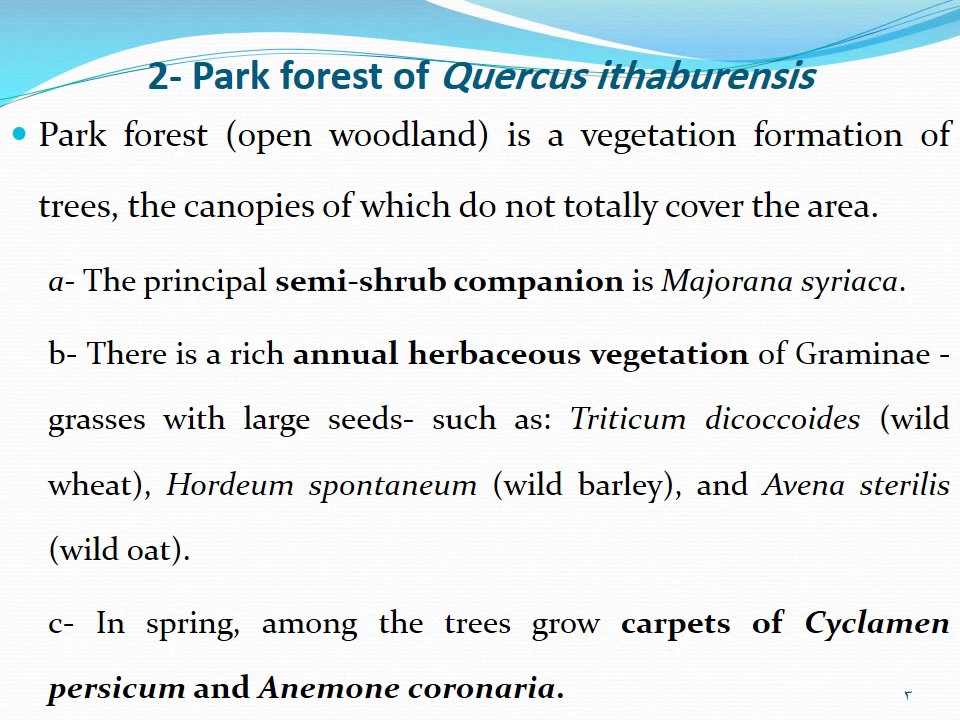 2- Park forest of Quercus ithaburensis
• Park forest (open woodland) is a vegetation formation of
trees, the canopies of which do not totally cover the area.
a- The principal semi-shrub companion is Majorana syriaca.
b- There is a rich annual herbaceous vegetation of Graminae -
grasses with large seeds- such as: Triticum dicoccoides (wild
wheat), Hordeum spontaneum (wild barley), and Avena sterilis
(wild oat).
c- In spring, among the trees grow carpets of Cyclamen
persicum and Anemone coronaria.
٣